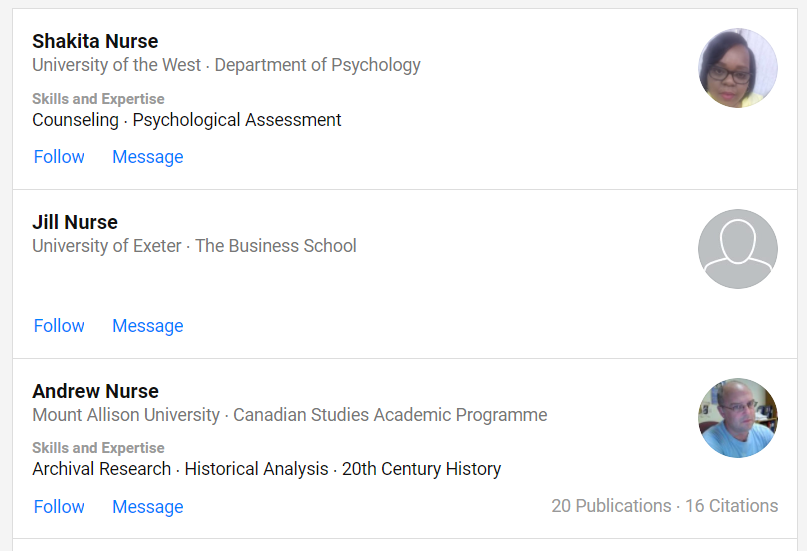 Shakita Nurse
University of the West · Department of Psychology
Skills and Expertise
Counseling · Psychological Assessment
Follow Message
Jill Nurse
University of Exeter · The Business School
Follow Message
Andrew Nurse
Mount Allison University · Canadian Studies Academic Programme
Skills and Expertise
Archival Research · Historical Analysis · 20th Century History
Follow Message 20 Publications · 16 Citations